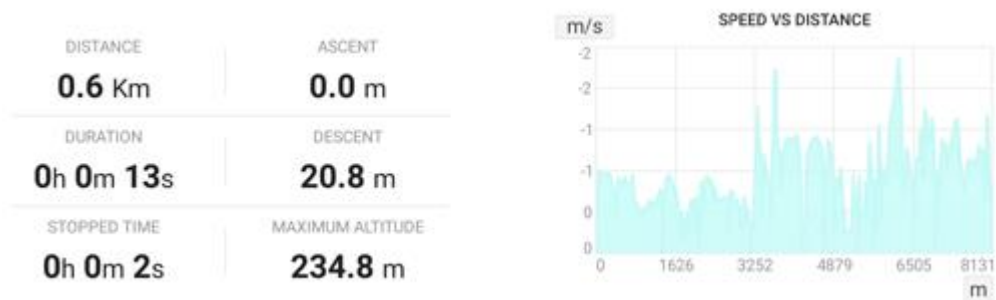 DISTANCE
0.6 Km
ASCENT
0.0 m
DURATION
0h 0m 13s
DESCENT
20.8 m
STOPPED TIME
0h 0m 2s
MAXIMUM ALTITUDE
234.8 m
m/s
SPEED VS DISTANCE
-2
-2
-1
-1
0
0
0
1626
3252
4879
6505
8131
m